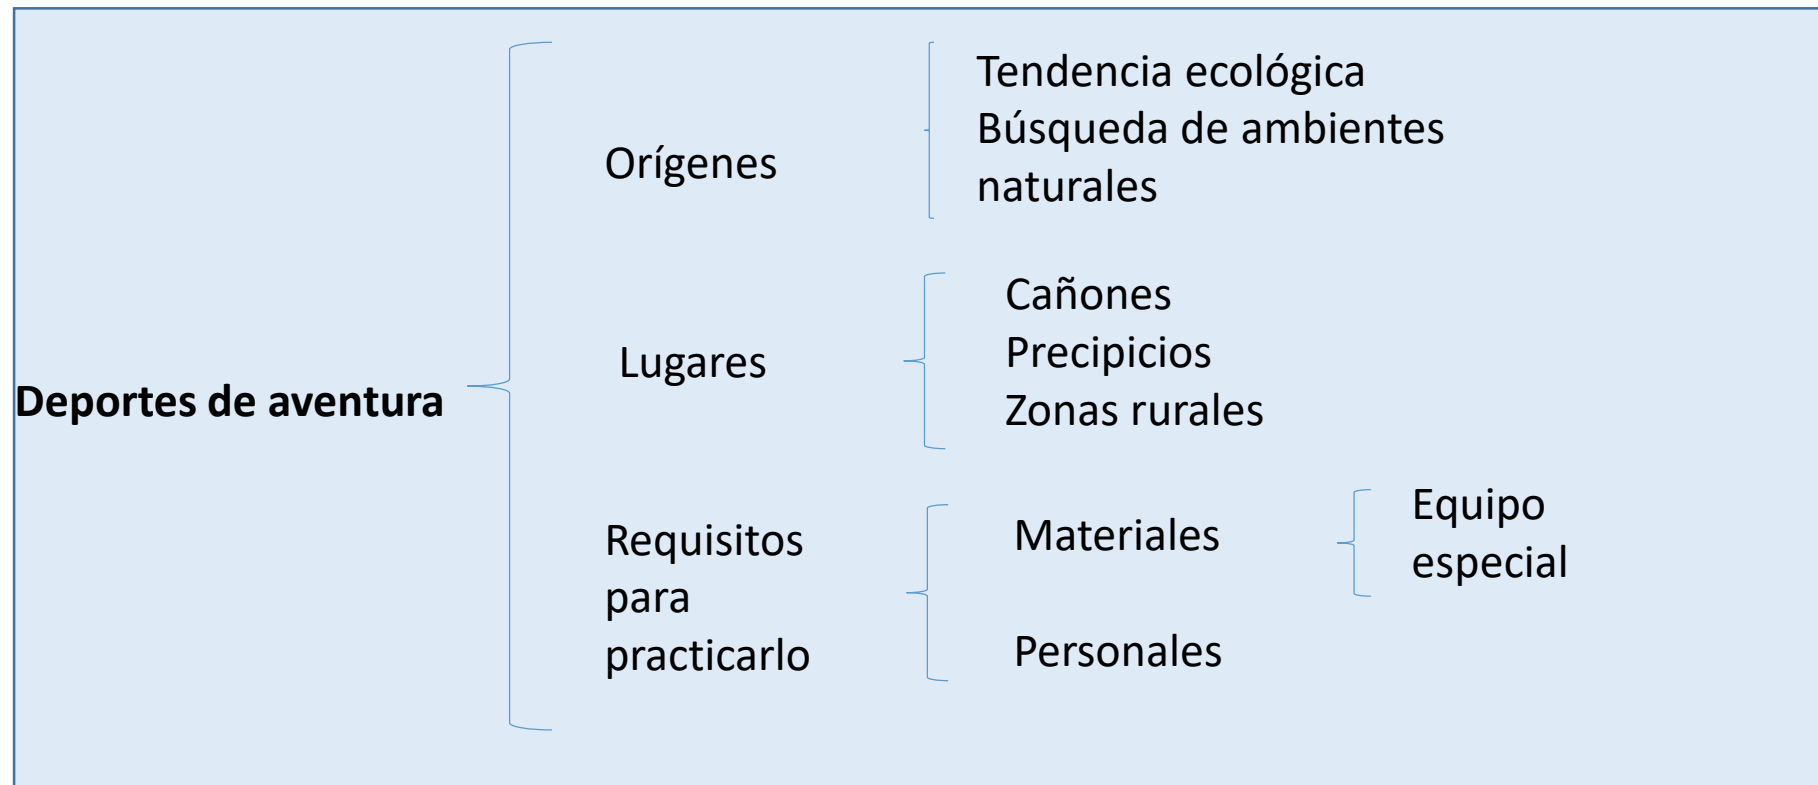 Deportes de aventura
Orígenes
Tendencia ecológica
Búsqueda de ambientes
naturales
Lugares
Cañones
Precipicios
Zonas rurales
Requisitos
para
practicarlo
Materiales
Equipo
especial
Personales